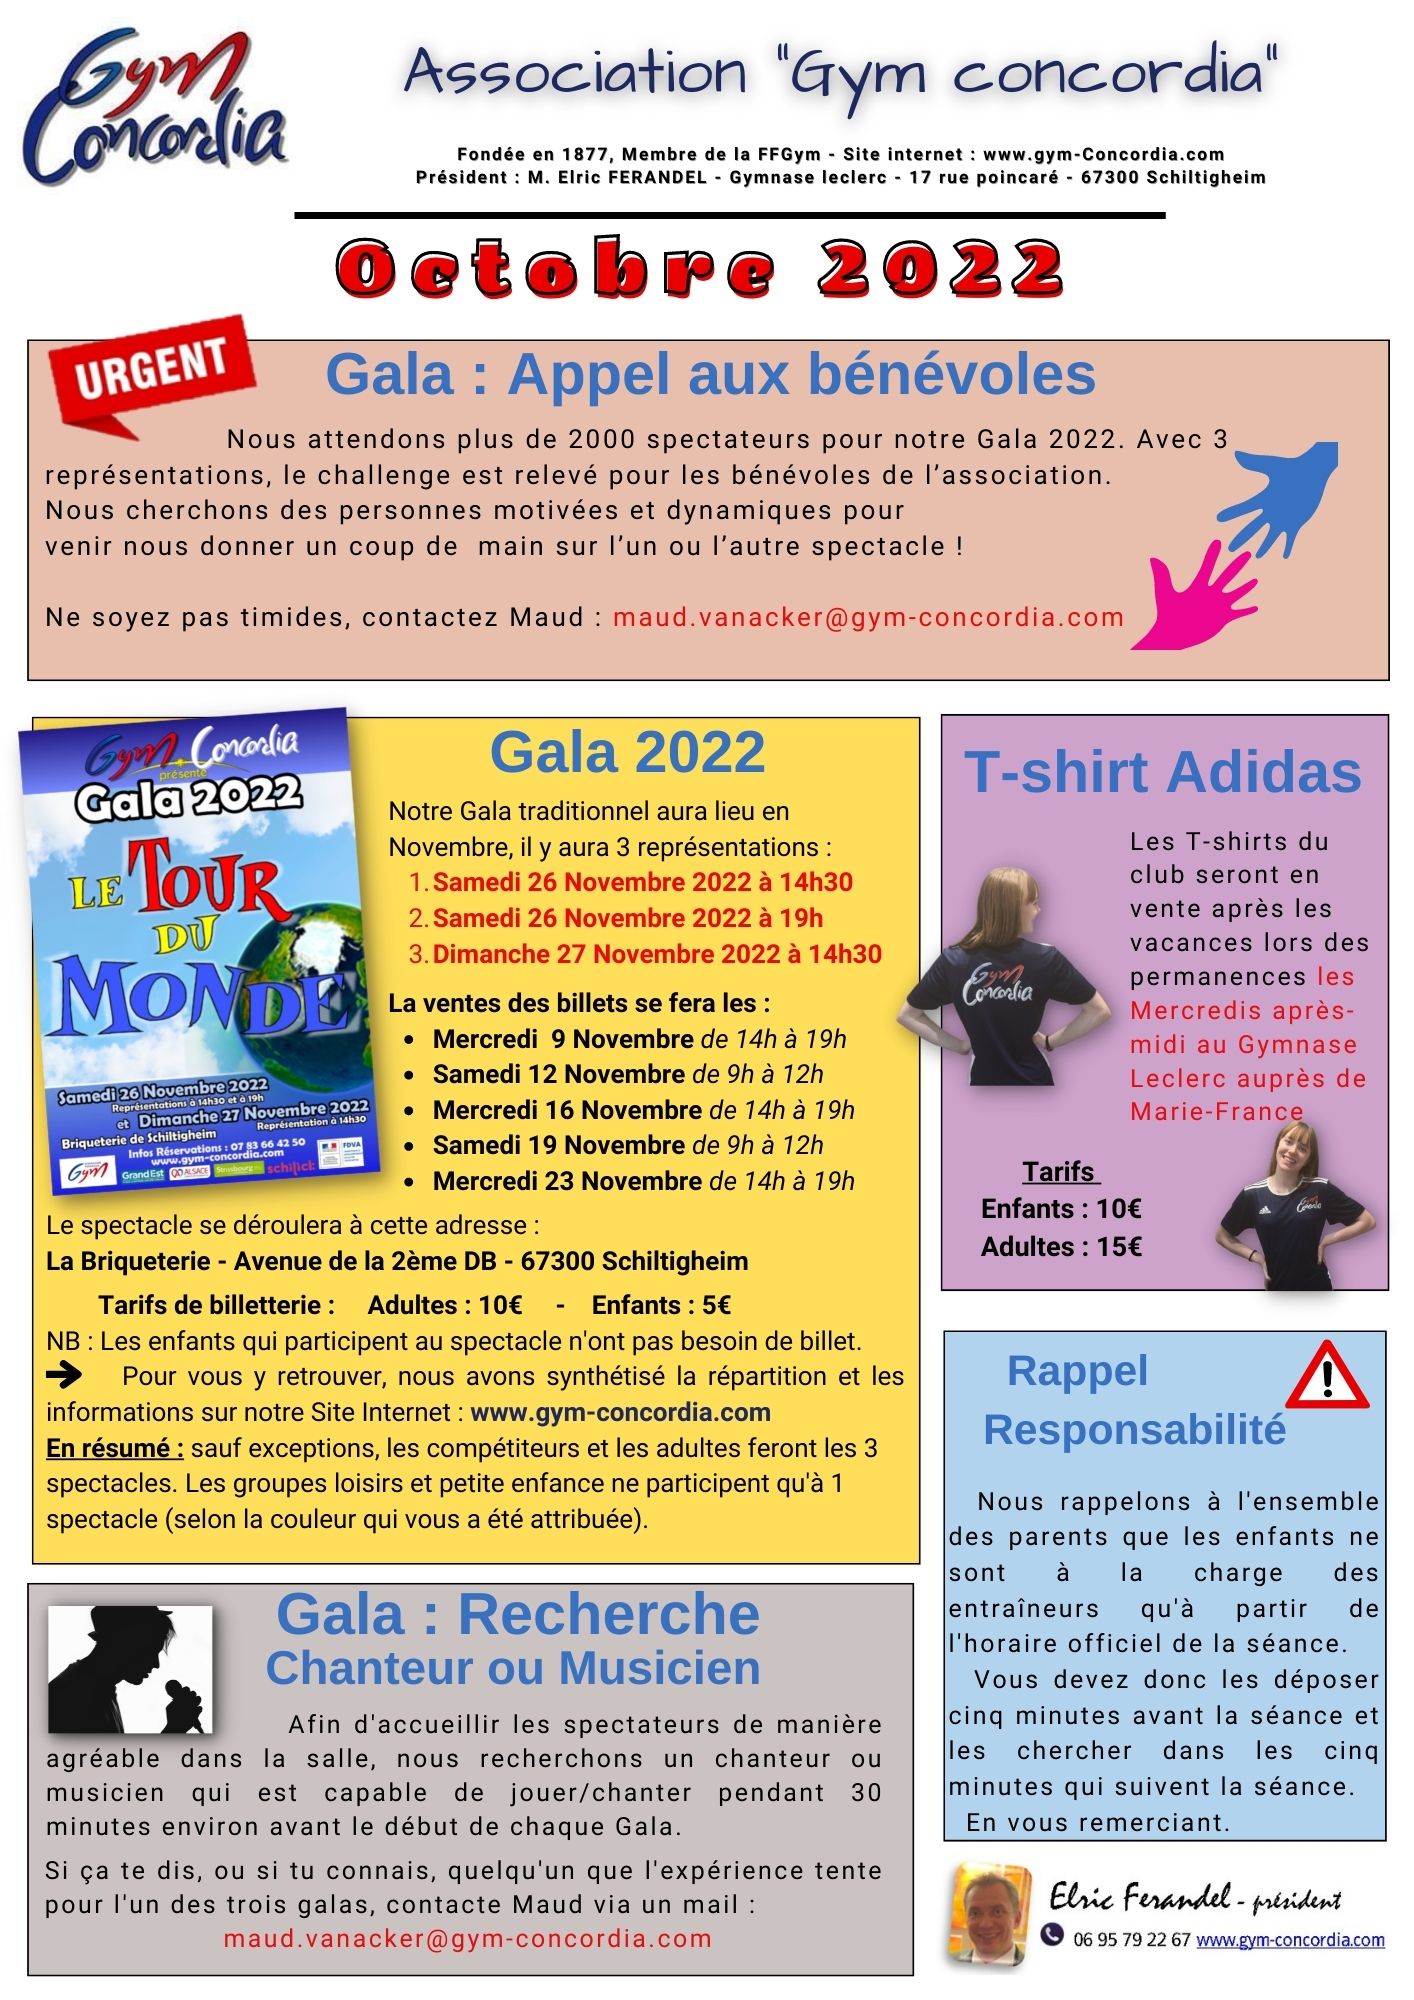 Gym
Concordia
Association "Gym concordia"
Fondée en 1877, Membre de la FFGym - Site internet : www.gym-Concordia.com
Président : M. Elric FERANDEL - Gymnase leclerc - 17 rue poincaré - 67300 Schiltigheim
Octobre 2022
URGENT
Gala : Appel aux bénévoles
Nous attendons plus de 2000 spectateurs pour notre Gala 2022. Avec 3
représentations, le challenge est relevé pour les bénévoles de l’association.
Nous cherchons des personnes motivées et dynamiques pour
venir nous donner un coup de main sur l’un ou l’autre spectacle !
Ne soyez pas timides, contactez Maud : maud.vanacker@gym-concordia.com
Gym Concordia
présente
Gala 2022
LE TOUR
DU
MONDE
Samedi 26 Novembre 2022
Représentations à 14h30 et à 19h
et Dimanche 27 Novembre 2022
Représentation à 14h30
Briqueterie de Schiltigheim
Infos Réservations : 07 83 66 42 50
www.gym-concordia.com
Gym
GrandEst
ALSACE
Strasbourg.eu
schilick
FDVA
Gala 2022
Notre Gala traditionnel aura lieu en
Novembre, il y aura 3 représentations :
1. Samedi 26 Novembre 2022 à 14h30
2. Samedi 26 Novembre 2022 à 19h
3. Dimanche 27 Novembre 2022 à 14h30
La ventes des billets se fera les :
• Mercredi 9 Novembre de 14h à 19h
• Samedi 12 Novembre de 9h à 12h
• Mercredi 16 Novembre de 14h à 19h
• Samedi 19 Novembre de 9h à 12h
• Mercredi 23 Novembre de 14h à 19h
Le spectacle se déroulera à cette adresse :
La Briqueterie - Avenue de la 2ème DB - 67300 Schiltigheim
Tarifs de billetterie : Adultes : 10€ - Enfants : 5€
NB : Les enfants qui participent au spectacle n'ont pas besoin de billet.
Pour vous y retrouver, nous avons synthétisé la répartition et les
informations sur notre Site Internet : www.gym-concordia.com
En résumé : sauf exceptions, les compétiteurs et les adultes feront les 3
spectacles. Les groupes loisirs et petite enfance ne participent qu'à 1
spectacle (selon la couleur qui vous a été attribuée).
T-shirt Adidas
Les T-shirts du
club seront en
vente après les
vacances lors des
permanences les
Mercredis après-
midi au Gymnase
Leclerc auprès de
Marie-France
Gym
Concordia
Tarifs
Enfants : 10€
Adultes : 15€
Gym
Concordia
Rappel
Responsabilité
Nous rappelons à l'ensemble
des parents que les enfants ne
sont à la charge des
entraîneurs qu'à partir de
l'horaire officiel de la séance.
Vous devez donc les déposer
cinq minutes avant la séance et
les chercher dans les cinq
minutes qui suivent la séance.
En vous remerciant.
Gala : Recherche
Chanteur ou Musicien
Afin d'accueillir les spectateurs de manière
agréable dans la salle, nous recherchons un chanteur ou
musicien qui est capable de jouer/chanter pendant 30
minutes environ avant le début de chaque Gala.
Si ça te dis, ou si tu connais, quelqu'un que l'expérience tente
pour l'un des trois galas, contacte Maud via un mail :
maud.vanacker@gym-concordia.com
Elric Ferandel - président
06 95 79 22 67 www.gym-concordia.com